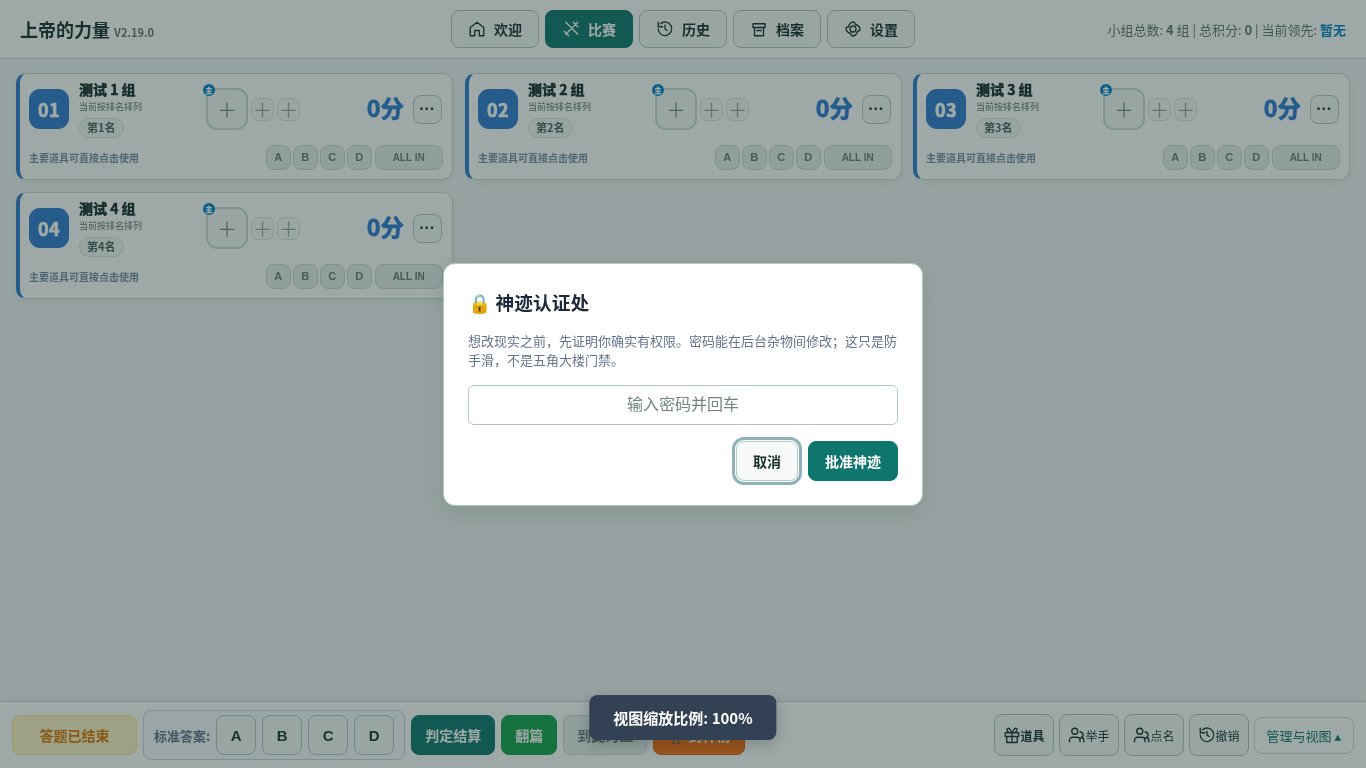 上帝的力量 V2.19.0
欢迎
比赛
历史
档案
设置
小组总数: 4 组 | 总积分: 0 | 当前领先: 暂无
01
测试 1 组
当前按排名排列
第1名
主
0分
主要道具可直接点击使用
A B C D ALL IN
02
测试 2 组
当前按排名排列
第2名
主
0分
主要道具可直接点击使用
A B C D ALL IN
03
测试 3 组
当前按排名排列
第3名
主
0分
主要道具可直接点击使用
A B C D ALL IN
04
测试 4 组
当前按排名排列
第4名
主
0分
主要道具可直接点击使用
A B C D ALL IN
🔒 神迹认证处
想改现实之前，先证明你确实有权限。密码能在后台杂物间修改；这只是防
手滑，不是五角大楼门禁。
输入密码并回车
取消
批准神迹
视图缩放比例: 100%
答题已结束
标准答案: A B C D
判定结算
翻篇
道具
举手
点名
撤销
管理与视图 ▴